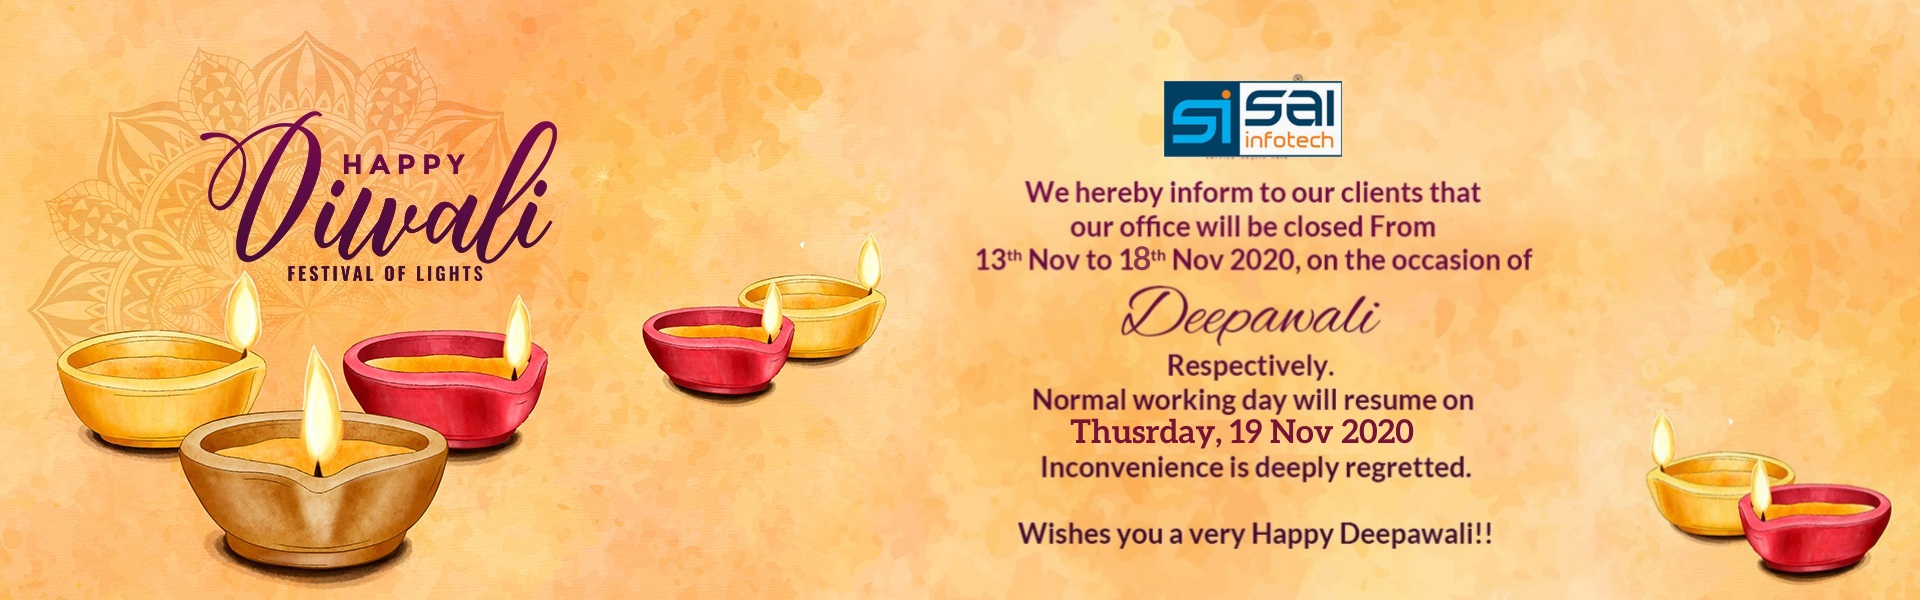 HAPPY
Diwali
FESTIVAL OF LIGHTS
si sai
infotech
®
We hereby inform to our clients that
our office will be closed From
13th Nov to 18th Nov 2020, on the occasion of
Deepawali
Respectively.
Normal working day will resume on
Thusrday, 19 Nov 2020
Inconvenience is deeply regretted.
Wishes you a very Happy Deepawali!!